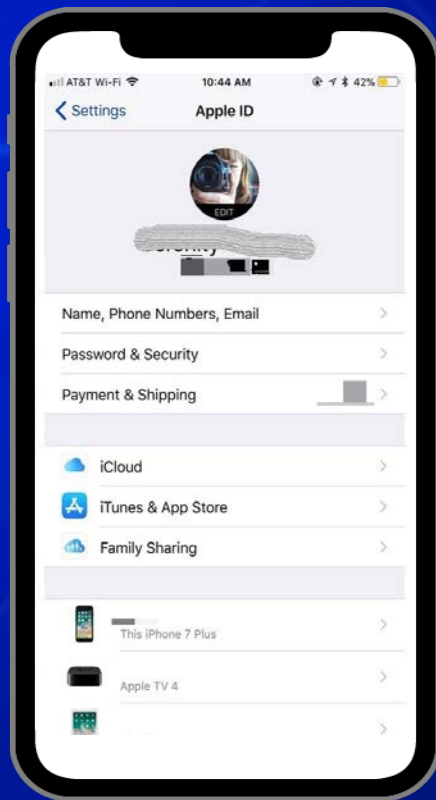 AT&T Wi-Fi 10:44 AM 42%
Settings Apple ID
EDIT
Name, Phone Numbers, Email
Password & Security
Payment & Shipping
iCloud
iTunes & App Store
Family Sharing
This iPhone 7 Plus
Apple TV 4